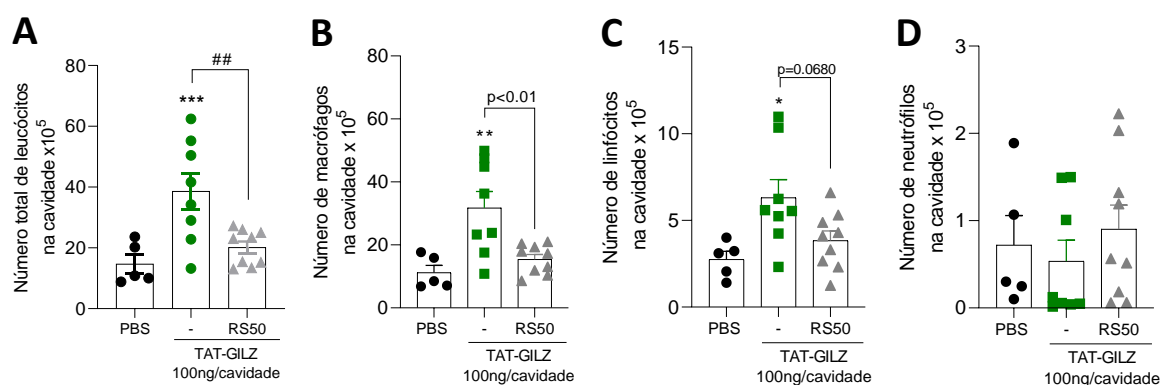 A
Número total de leucócitos
na cavidade x10⁵
80
60
40
20
0
***
##
PBS
-
RS50
TAT-GILZ
100ng/cavidade
B
Número de macrófagos
na cavidade x 10⁵
80
60
40
20
0
**
p<0.01
PBS
-
RS50
TAT-GILZ
100ng/cavidade
C
Número de linfócitos
na cavidade x 10⁵
15
10
5
0
*
p=0.0680
PBS
-
RS50
TAT-GILZ
100ng/cavidade
D
Número de neutrófilos
na cavidade x 10⁵
3
2
1
0
PBS
-
RS50
TAT-GILZ
100ng/cavidade